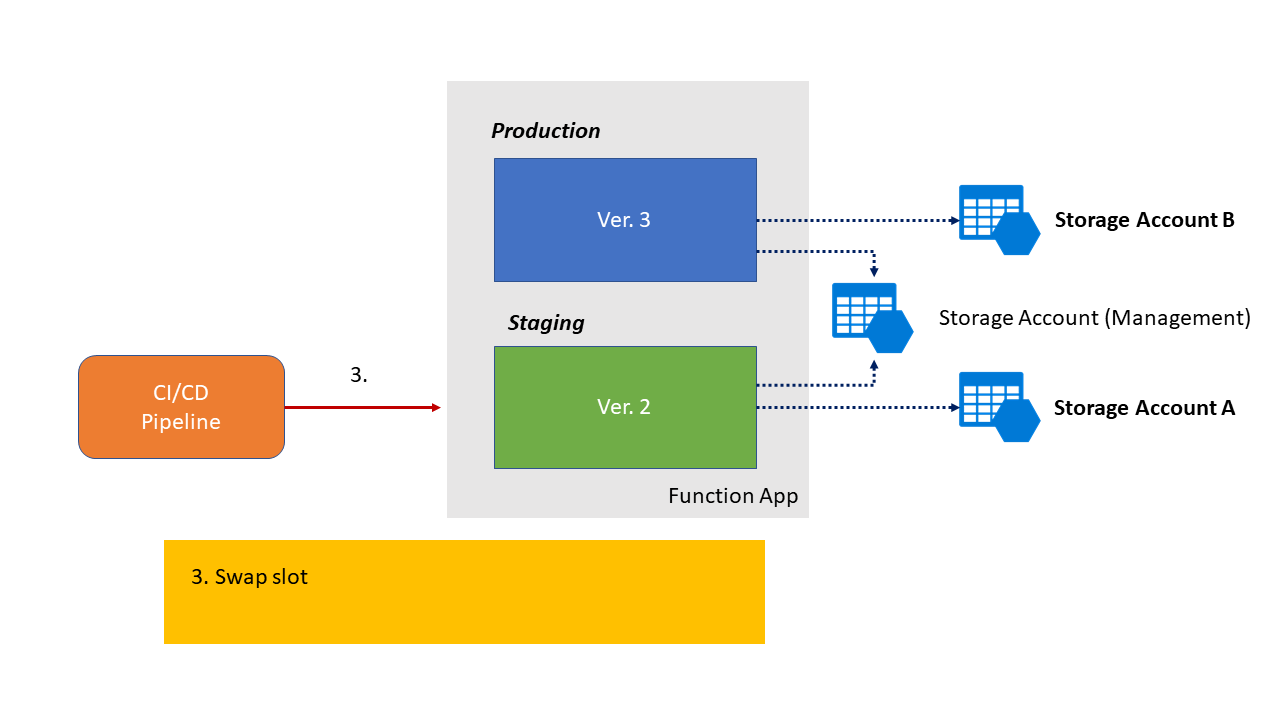 Production
Ver. 3
Storage Account B
Storage Account (Management)
Staging
3.
CI/CD
Pipeline
Ver. 2
Storage Account A
Function App
3. Swap slot